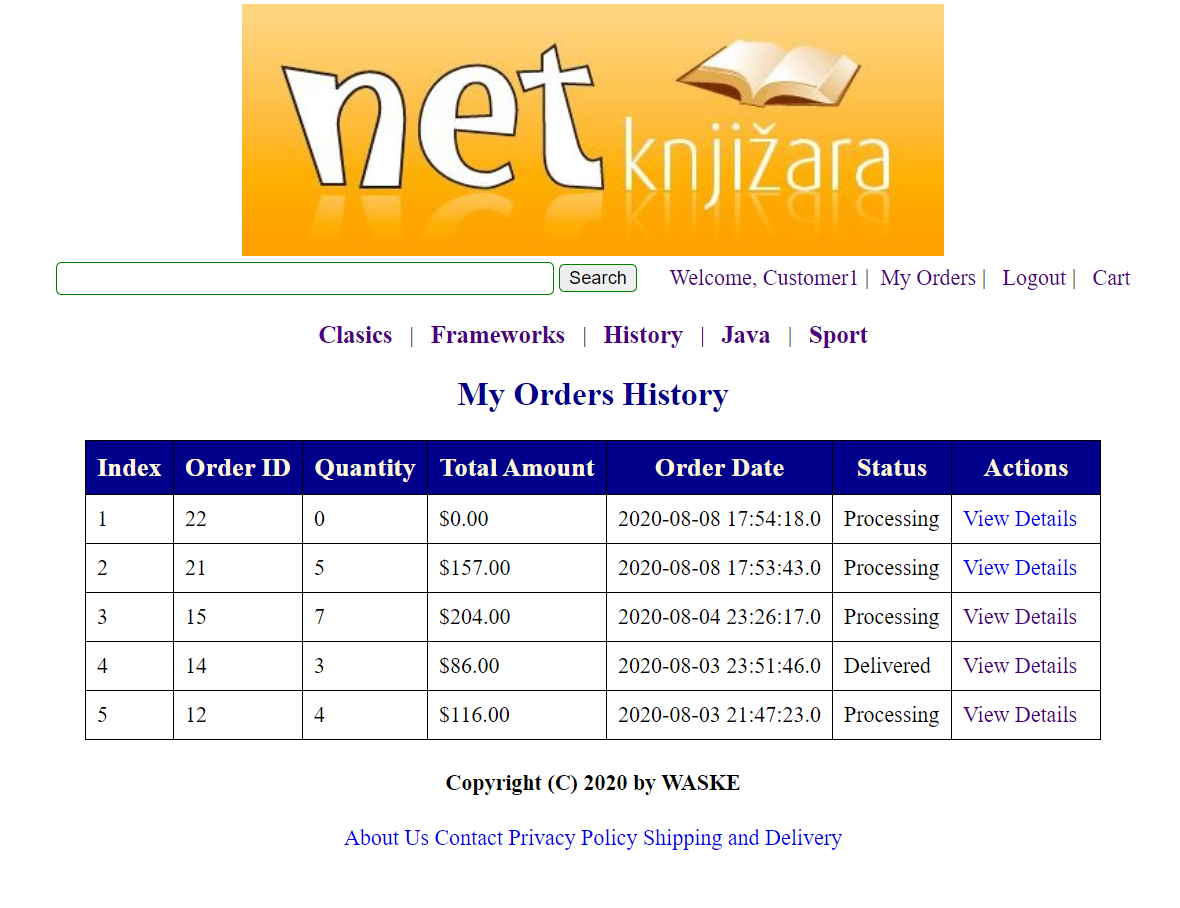 net knjižara
Search Welcome, Customer1 | My Orders | Logout | Cart
Clasics | Frameworks | History | Java | Sport
My Orders History
Index Order ID Quantity Total Amount Order Date Status Actions
1 22 0 $0.00 2020-08-08 17:54:18.0 Processing View Details
2 21 5 $157.00 2020-08-08 17:53:43.0 Processing View Details
3 15 7 $204.00 2020-08-04 23:26:17.0 Processing View Details
4 14 3 $86.00 2020-08-03 23:51:46.0 Delivered View Details
5 12 4 $116.00 2020-08-03 21:47:23.0 Processing View Details
Copyright (C) 2020 by WASKE
About Us Contact Privacy Policy Shipping and Delivery